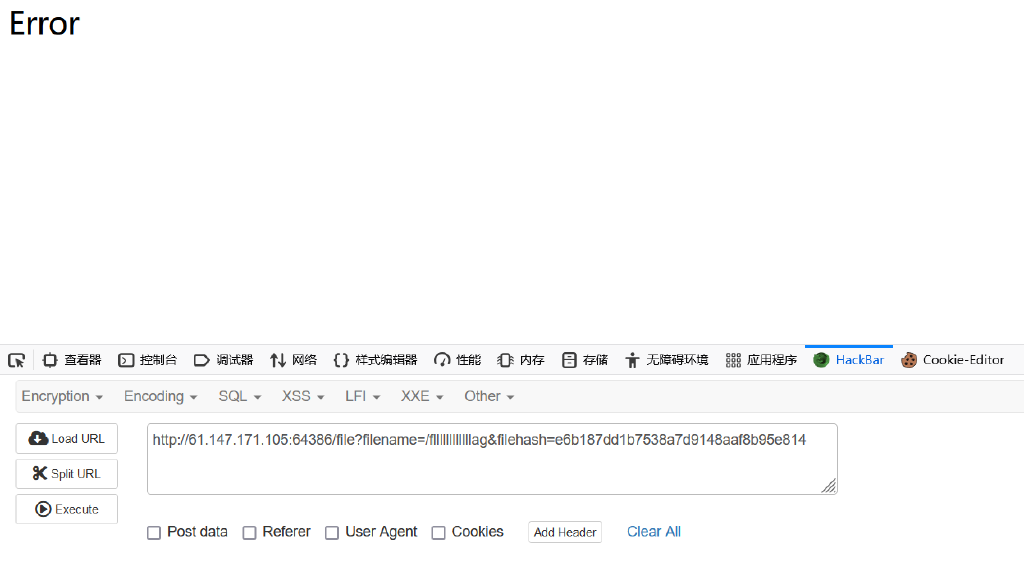 Error
查看器 控制台 调试器 网络 样式编辑器 性能 内存 存储 无障碍环境 应用程序 HackBar Cookie-Editor
Encryption Encoding SQL XSS LFI XXE Other
Load URL
http://61.147.171.105:64386/file?filename=/fllllllllllllag&filehash=e6b187dd1b7538a7d9148aaf8b95e814
Split URL
Execute
Post data Referer User Agent Cookies Add Header Clear All